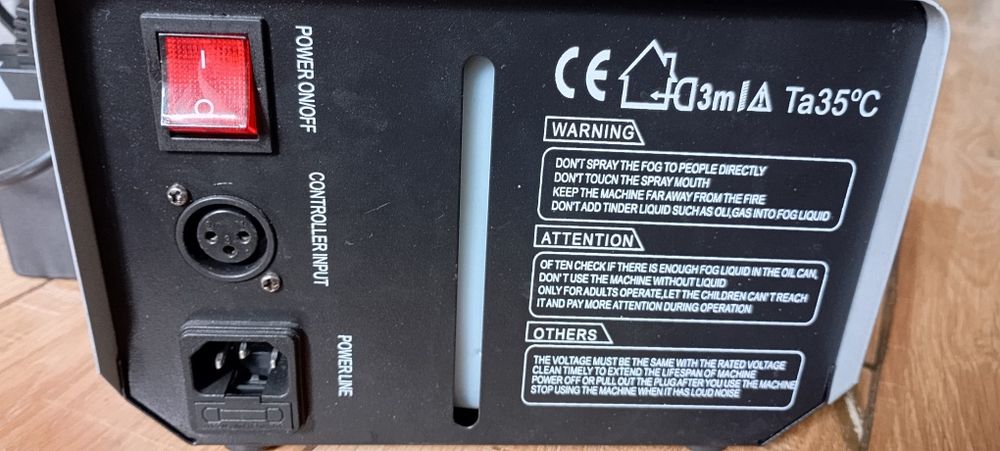 POWER ON/OFF
CONTROLLER INPUT
POWER LINE
CE
3m
Ta35°C
WARNING
DON'T SPRAY THE FOG TO PEOPLE DIRECTLY
DON'T TOUCN THE SPRAY MOUTH
KEEP THE MACHINE FAR AWAY FROM THE FIRE
DON'T ADD TINDER LIQUID SUCH AS OLI,GAS INTO FOG LIQUID
ATTENTION
OF TEN CHECK IF THERE IS ENOUGH FOG LIQUID IN THE OIL CAN,
DON'T USE THE MACHINE WITHOUT LIQUID
ONLY FOR ADULTS OPERATE,LET THE CHILDREN CAN'T REACH
IT AND PAY MORE ATTENTION DURING OPERATION
OTHERS
THE VOLTAGE MUST BE THE SAME WITH THE RATED VOLTAGE
CLEAN TIMELY TO EXTEND THE LIFESPAN OF MACHINE
POWER OFF OR PULL OUT THE PLUG AFTER YOU USE THE MACHINE
STOP USING THE MACHINE WHEN IT HAS LOUD NOISE